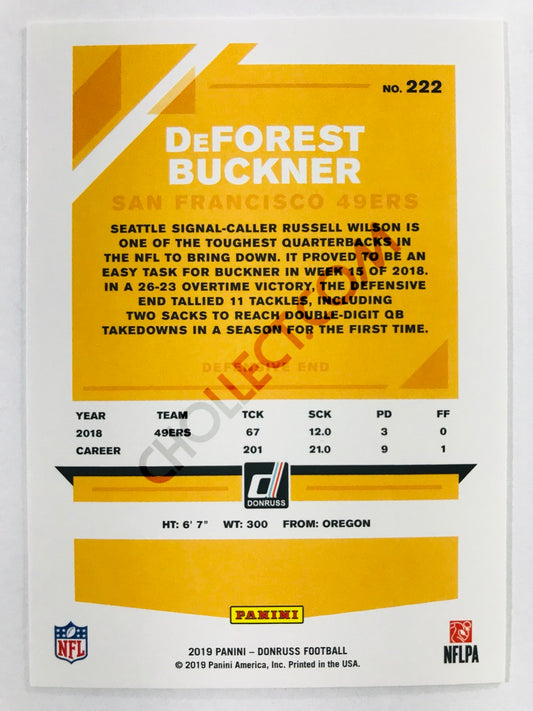 NO. 222
DeFOREST
BUCKNER
SAN FRANCISCO 49ERS
SEATTLE SIGNAL-CALLER RUSSELL WILSON IS
ONE OF THE TOUGHEST QUARTERBACKS IN
THE NFL TO BRING DOWN. IT PROVED TO BE AN
EASY TASK FOR BUCKNER IN WEEK 15 OF 2018.
IN A 26-23 OVERTIME VICTORY, THE DEFENSIVE
END TALLIED 11 TACKLES, INCLUDING
TWO SACKS TO REACH DOUBLE-DIGIT QB
TAKEDOWNS IN A SEASON FOR THE FIRST TIME.
DEFENSIVE END
CHOLLECT.COM
YEAR TEAM TCK SCK PD FF
2018 49ERS 67 12.0 3 0
CAREER 201 21.0 9 1
d
DONRUSS
HT: 6' 7" WT: 300 FROM: OREGON
PANINI
NFL
2019 PANINI – DONRUSS FOOTBALL
© 2019 Panini America, Inc. Printed in the USA.
NFLPA